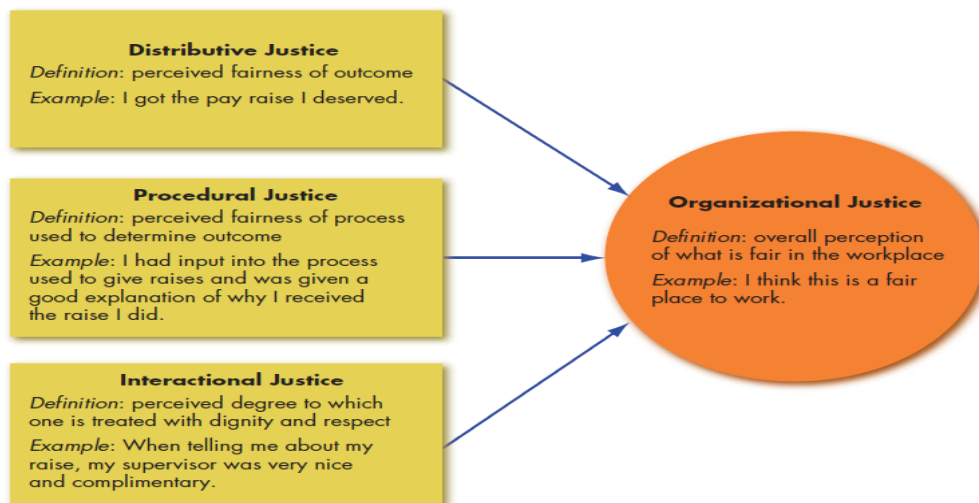 Distributive Justice
Definition: perceived fairness of outcome
Example: I got the pay raise I deserved.
Procedural Justice
Definition: perceived fairness of process
used to determine outcome
Example: I had input into the process
used to give raises and was given a
good explanation of why I received
the raise I did.
Interactional Justice
Definition: perceived degree to which
one is treated with dignity and respect
Example: When telling me about my
raise, my supervisor was very nice
and complimentary.
Organizational Justice
Definition: overall perception
of what is fair in the workplace
Example: I think this is a fair
place to work.